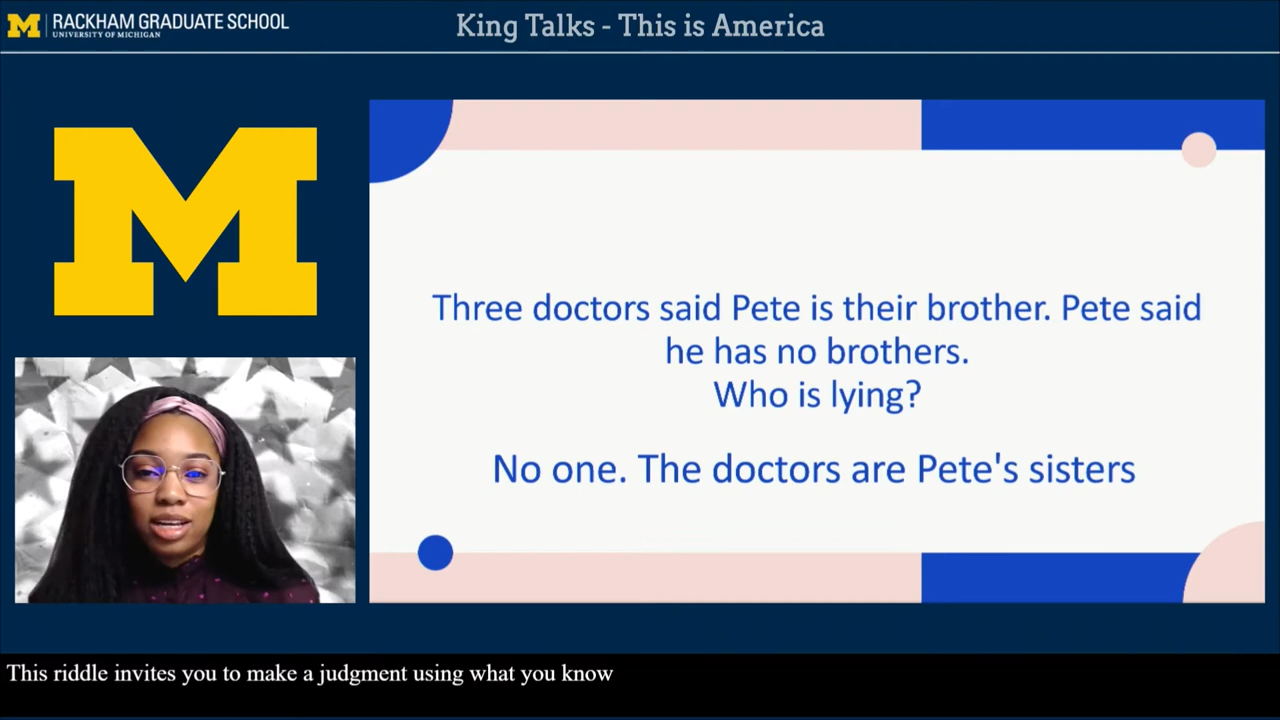 RACKHAM GRADUATE SCHOOL
UNIVERSITY OF MICHIGAN
King Talks - This is America
Three doctors said Pete is their brother. Pete said
he has no brothers.
Who is lying?
No one. The doctors are Pete's sisters
This riddle invites you to make a judgment using what you know